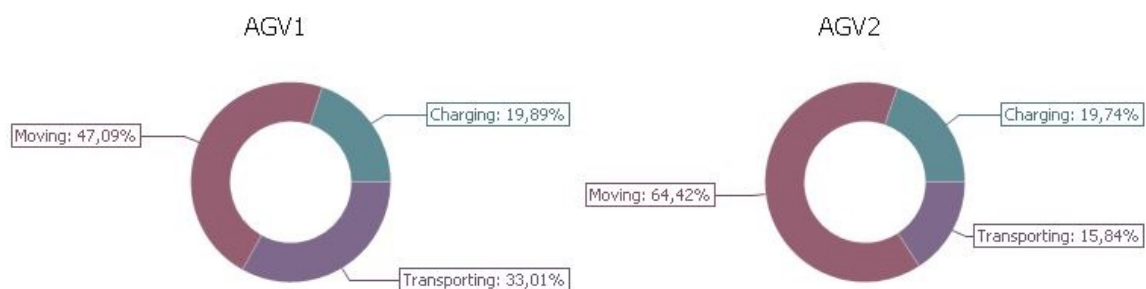 AGV1
Charging: 19,89%
Moving: 47,09%
Transporting: 33,01%
AGV2
Charging: 19,74%
Moving: 64,42%
Transporting: 15,84%